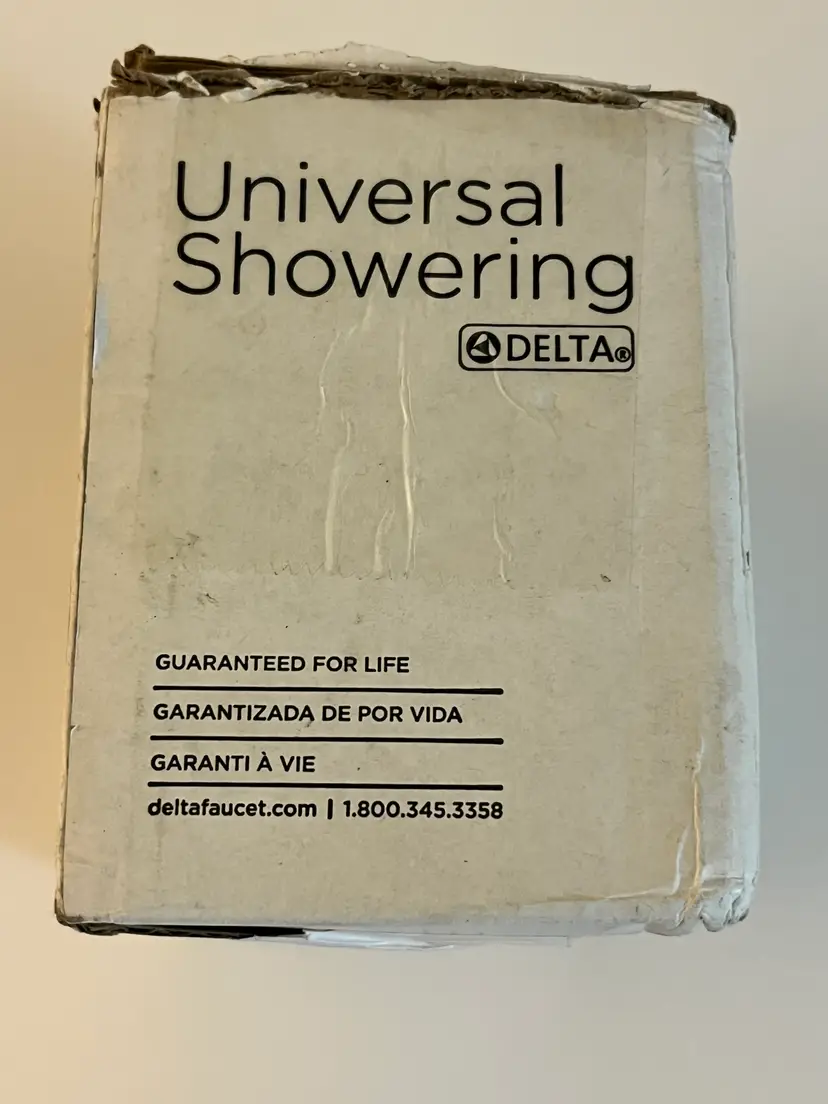 Universal
Showering
DELTA®
GUARANTEED FOR LIFE
GARANTIZADA DE POR VIDA
GARANTI À VIE
deltafaucet.com | 1.800.345.3358